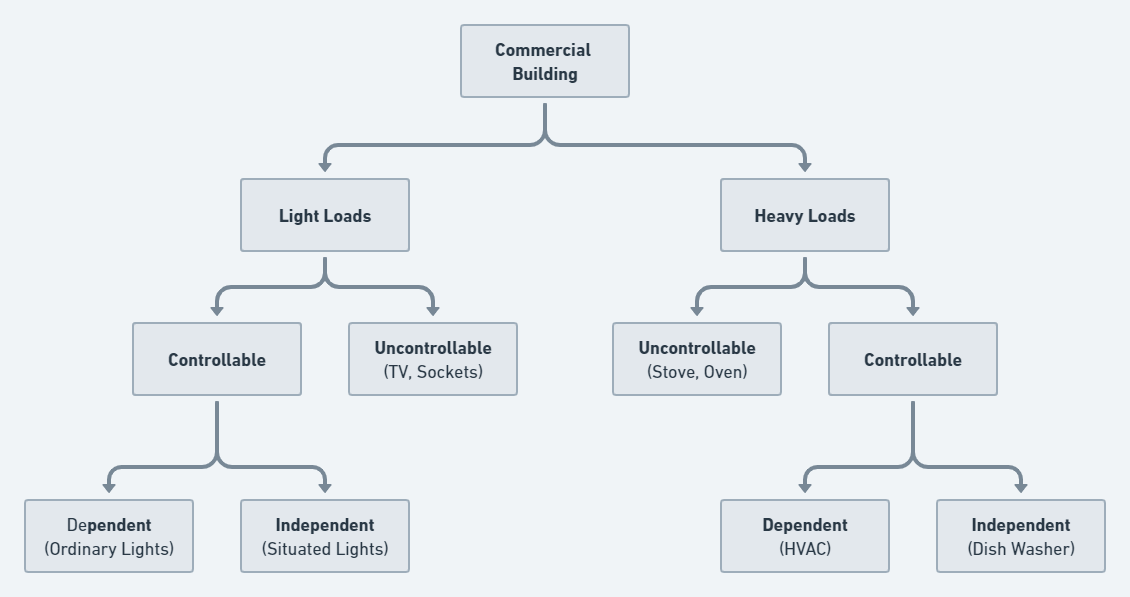 Commercial
Building
Light Loads
Heavy Loads
Controllable
Uncontrollable
(TV, Sockets)
Uncontrollable
(Stove, Oven)
Controllable
Dependent
(Ordinary Lights)
Independent
(Situated Lights)
Dependent
(HVAC)
Independent
(Dish Washer)